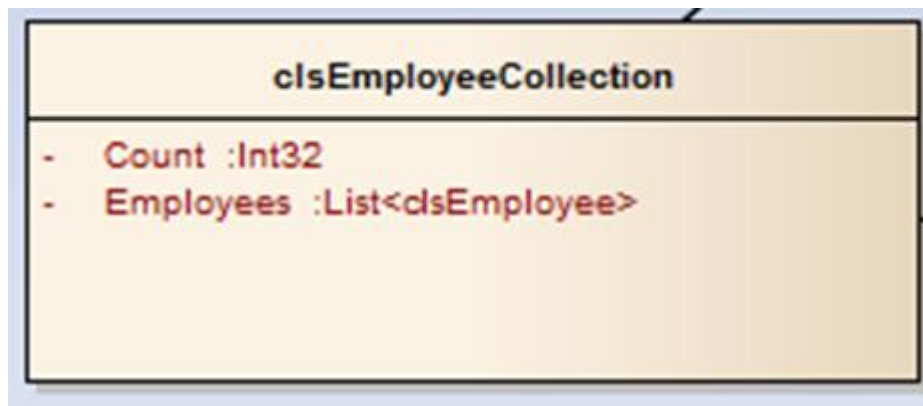 clsEmployeeCollection
- Count :Int32
- Employees :List<clsEmployee>